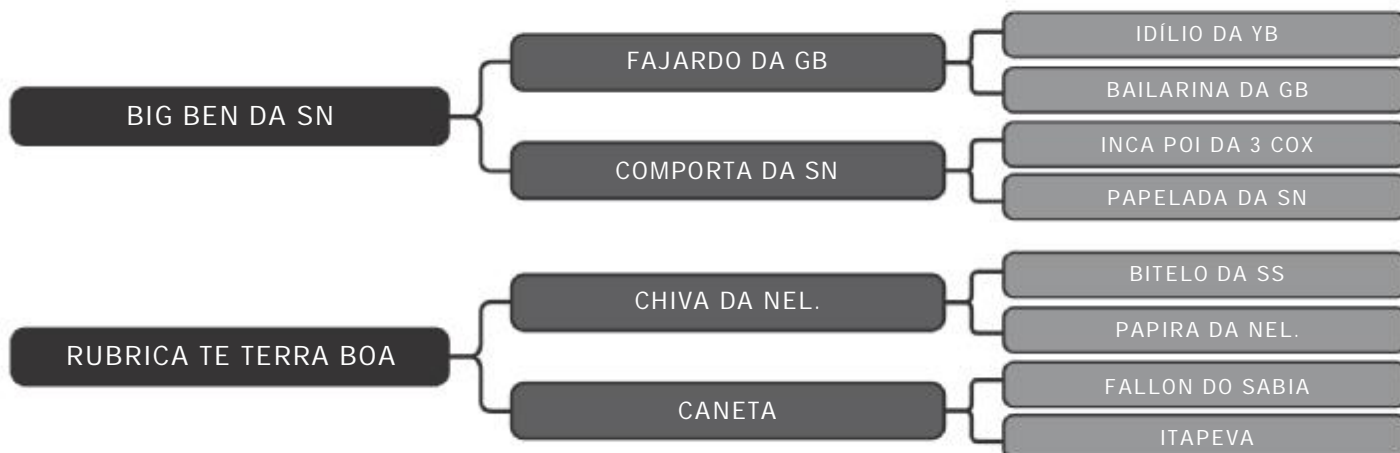 BIG BEN DA SN
FAJARDO DA GB
IDÍLIO DA YB
BAILARINA DA GB
COMPORTA DA SN
INCA POI DA 3 COX
PAPELADA DA SN
RUBRICA TE TERRA BOA
CHIVA DA NEL.
BITELO DA SS
PAPIRA DA NEL.
CANETA
FALLON DO SABIA
ITAPEVA